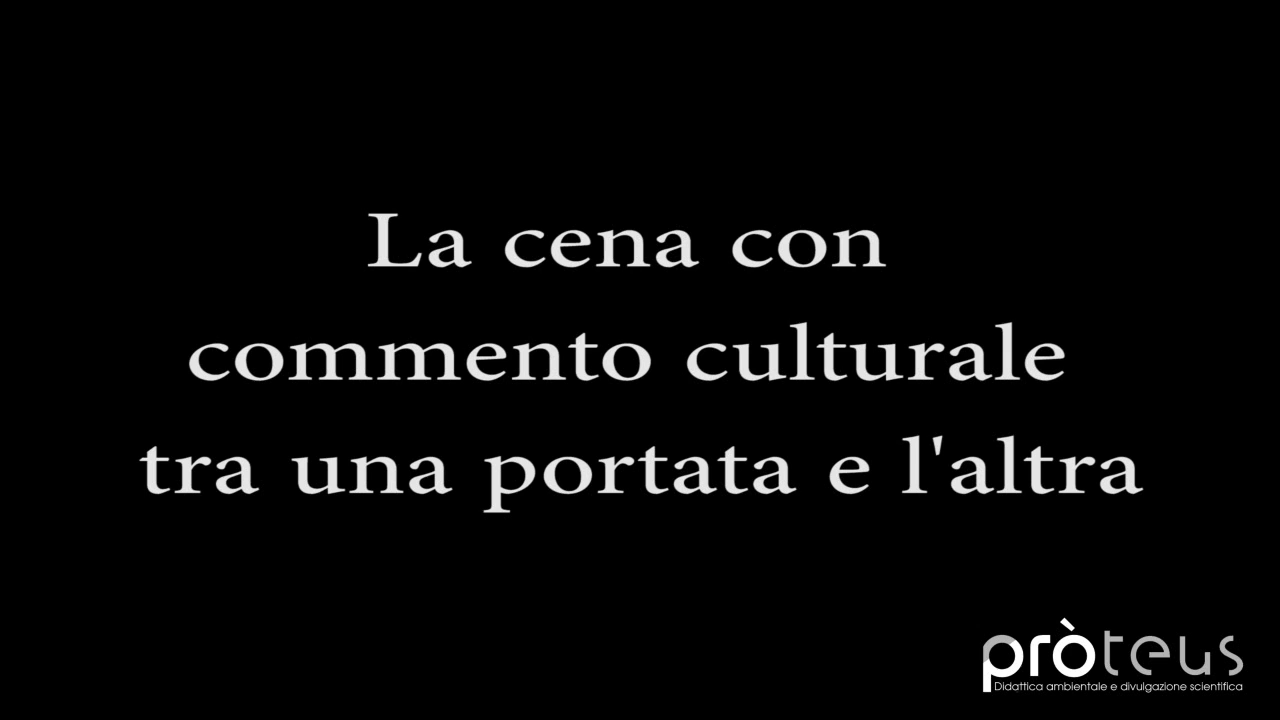 La cena con
commento culturale
tra una portata e l'altra
pròteus
Didattica ambientale e divulgazione scientifica